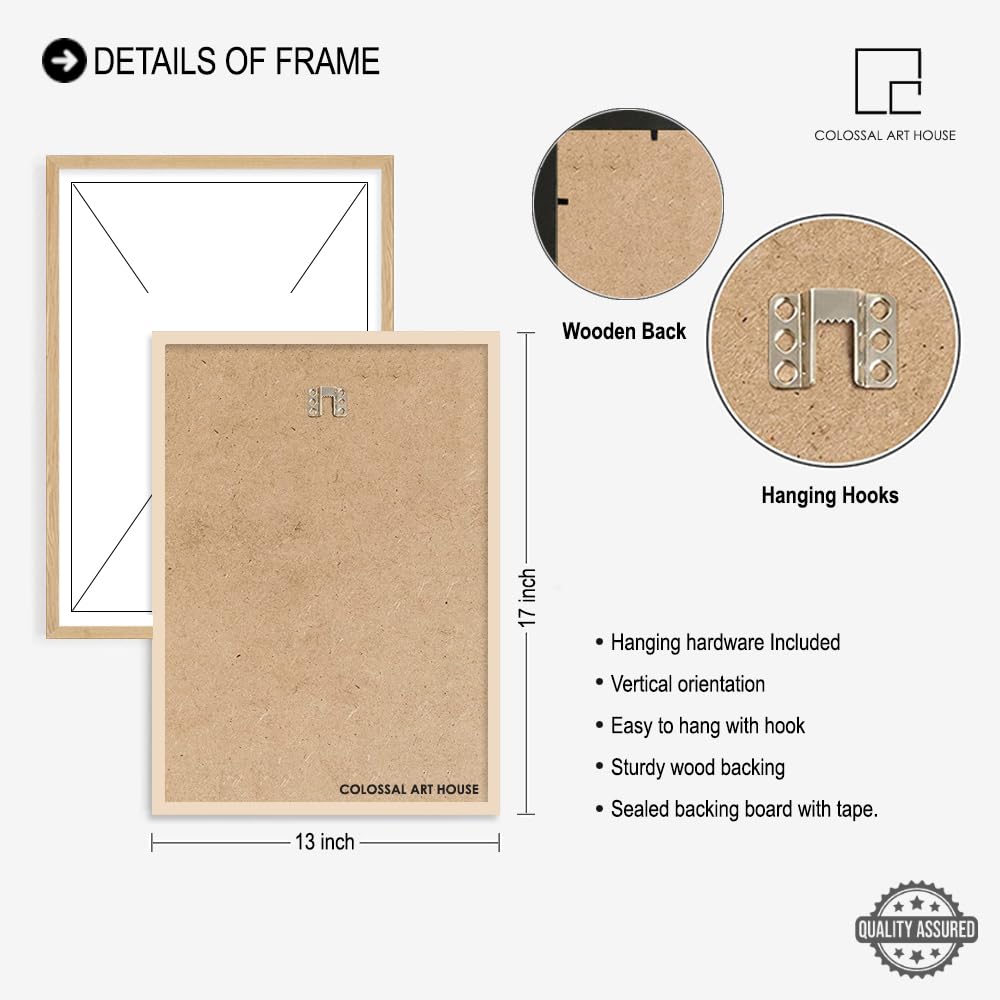 DETAILS OF FRAME
COLOSSAL ART HOUSE
Wooden Back
Hanging Hooks
17 inch
• Hanging hardware Included
• Vertical orientation
• Easy to hang with hook
• Sturdy wood backing
• Sealed backing board with tape.
COLOSSAL ART HOUSE
13 inch
QUALITY ASSURED